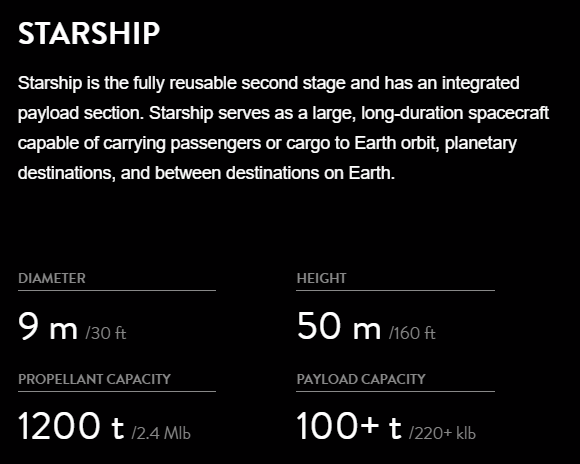 STARSHIP
Starship is the fully reusable second stage and has an integrated
payload section. Starship serves as a large, long-duration spacecraft
capable of carrying passengers or cargo to Earth orbit, planetary
destinations, and between destinations on Earth.
DIAMETER
9 m /30 ft
HEIGHT
50 m /160 ft
PROPELLANT CAPACITY
1200 t /2.4 Mlb
PAYLOAD CAPACITY
100+ t /220+ klb